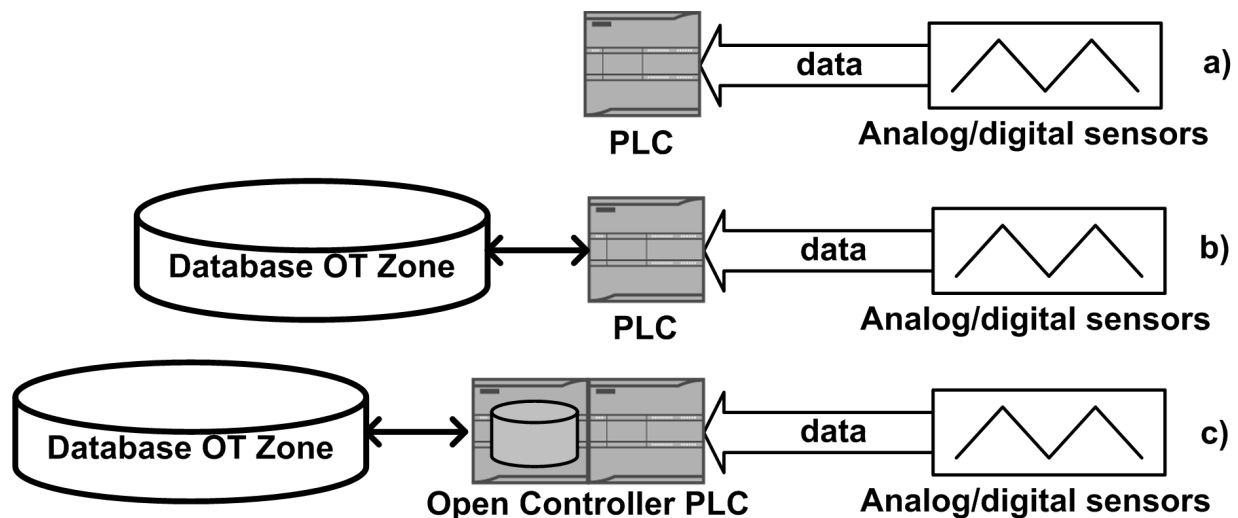 data
a)
PLC
Analog/digital sensors
Database OT Zone
data
b)
PLC
Analog/digital sensors
Database OT Zone
data
c)
Open Controller PLC
Analog/digital sensors